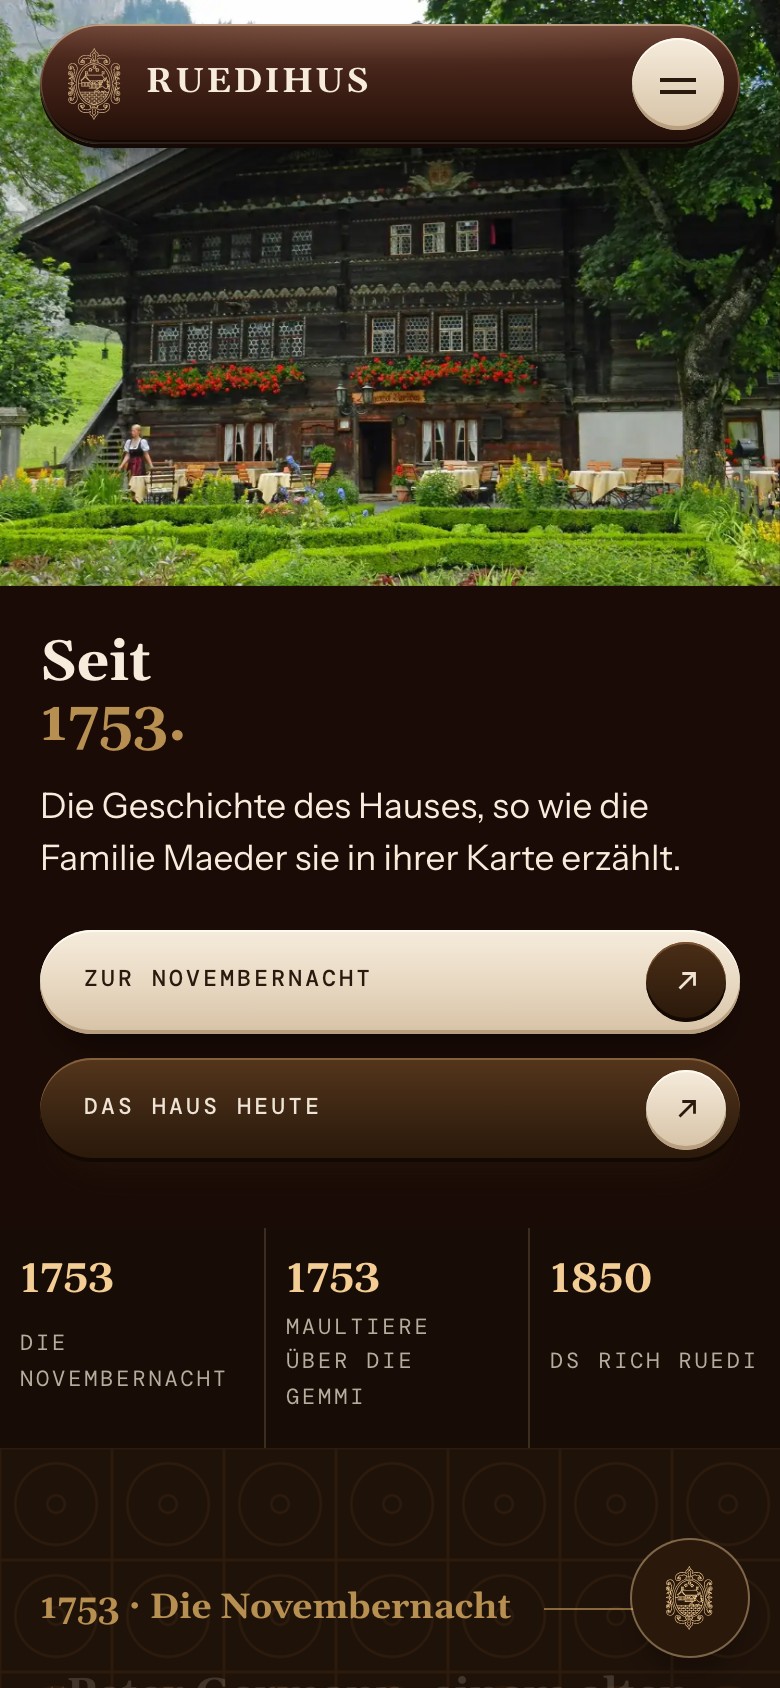 RUEDIHUS
Seit
1753.
Die Geschichte des Hauses, so wie die
Familie Maeder sie in ihrer Karte erzählt.
ZUR NOVEMBERNACHT
DAS HAUS HEUTE
1753
DIE
NOVEMBERNACHT
1753
MAULTIERE
ÜBER DIE
GEMMI
1850
DS RICH RUEDI
1753 · Die Novembernacht